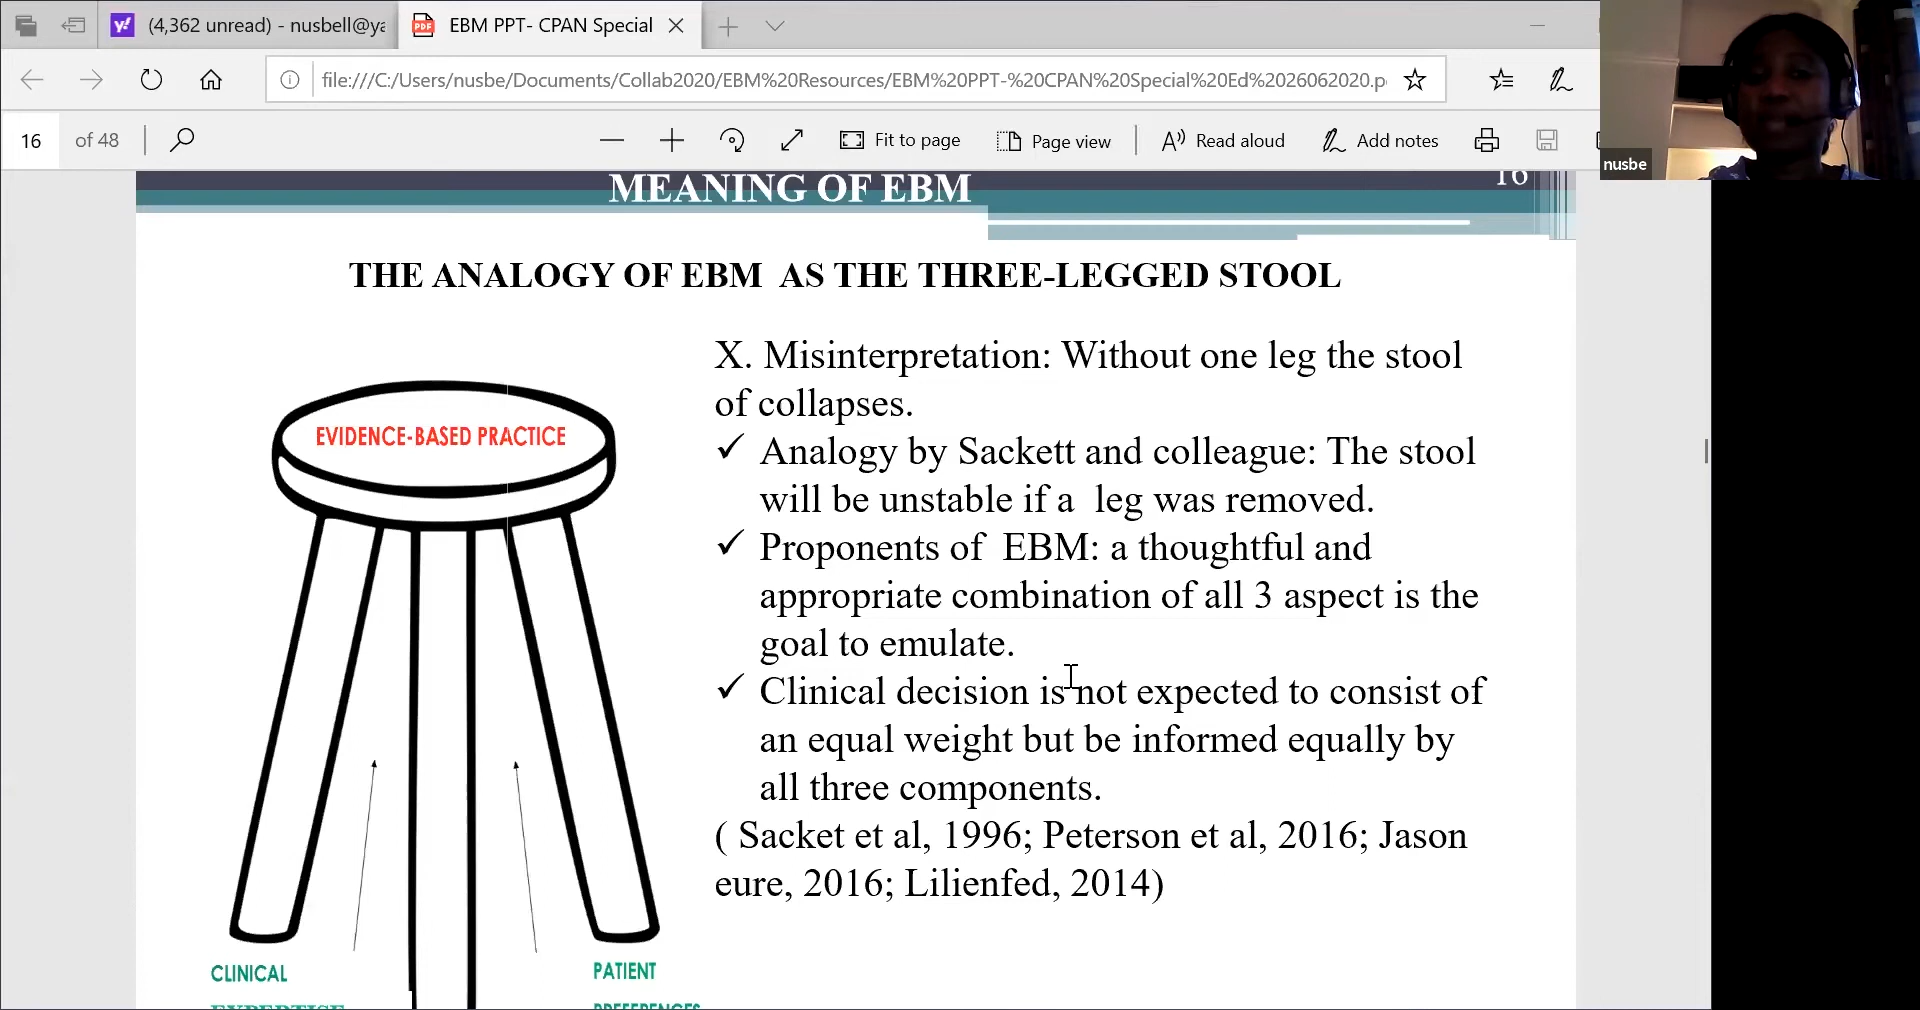 (4,362 unread) - nusbell@ya
EBM PPT- CPAN Special
file:///C:/Users/nusbe/Documents/Collab2020/EBM%20Resources/EBM%20PPT-%20CPAN%20Special%20Ed%2026062020.p
16 of 48
Fit to page
Page view
Read aloud
Add notes
nusbe
MEANING OF EBM
16
THE ANALOGY OF EBM AS THE THREE-LEGGED STOOL
EVIDENCE-BASED PRACTICE
X. Misinterpretation: Without one leg the stool
of collapses.
✓ Analogy by Sackett and colleague: The stool
will be unstable if a leg was removed.
✓ Proponents of EBM: a thoughtful and
appropriate combination of all 3 aspect is the
goal to emulate.
✓ Clinical decision is not expected to consist of
an equal weight but be informed equally by
all three components.
( Sacket et al, 1996; Peterson et al, 2016; Jason
eure, 2016; Lilienfed, 2014)
CLINICAL
EXPERTISE
PATIENT
PREFERENCES